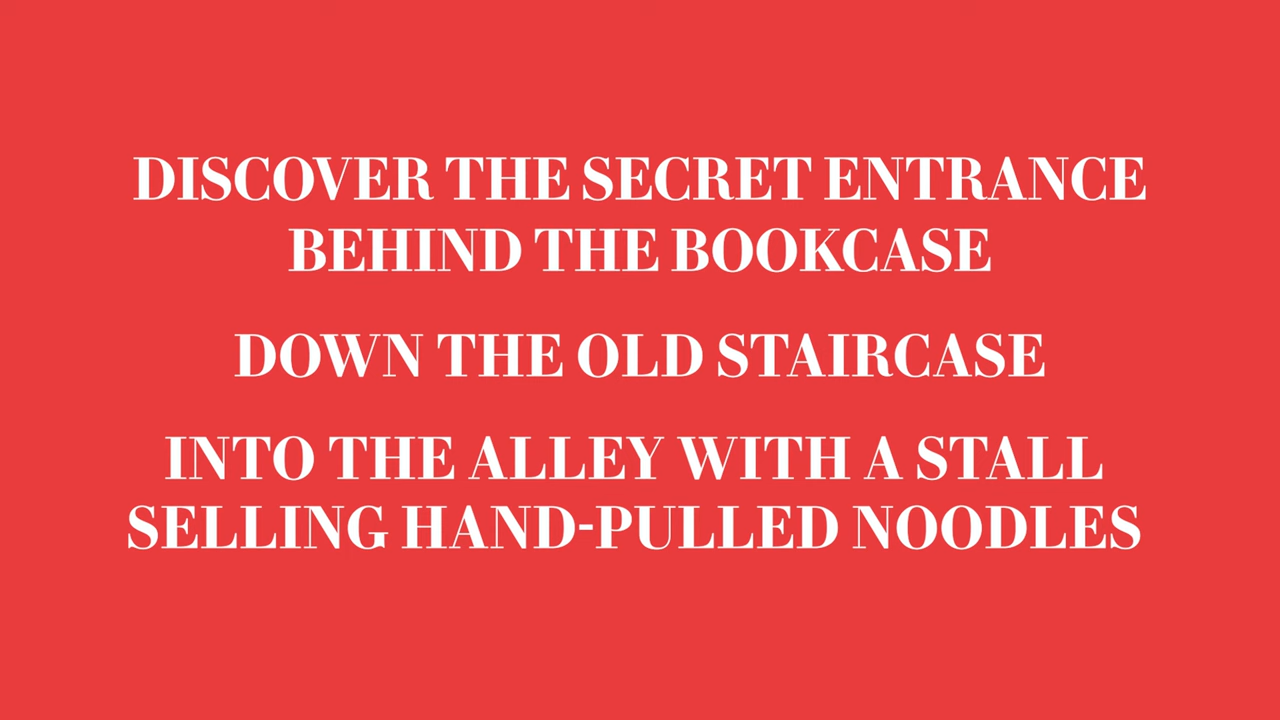 DISCOVER THE SECRET ENTRANCE
BEHIND THE BOOKCASE
DOWN THE OLD STAIRCASE
INTO THE ALLEY WITH A STALL
SELLING HAND-PULLED NOODLES